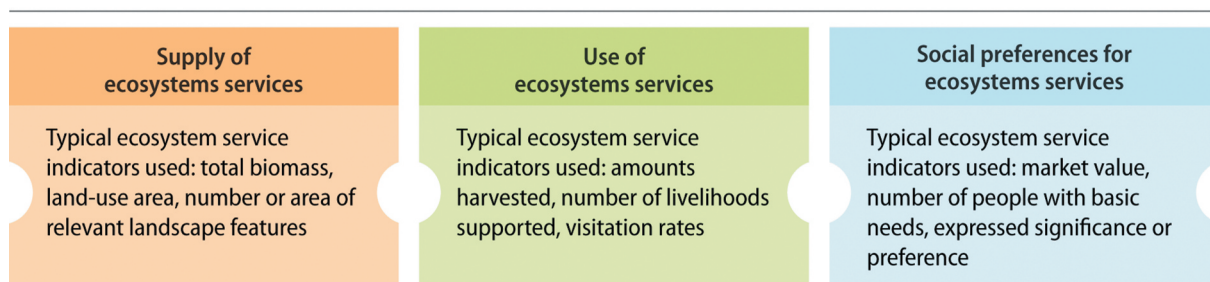 Supply of
ecosystems services
Typical ecosystem service
indicators used: total biomass,
land-use area, number or area of
relevant landscape features
Use of
ecosystems services
Typical ecosystem service
indicators used: amounts
harvested, number of livelihoods
supported, visitation rates
Social preferences for
ecosystems services
Typical ecosystem service
indicators used: market value,
number of people with basic
needs, expressed significance or
preference